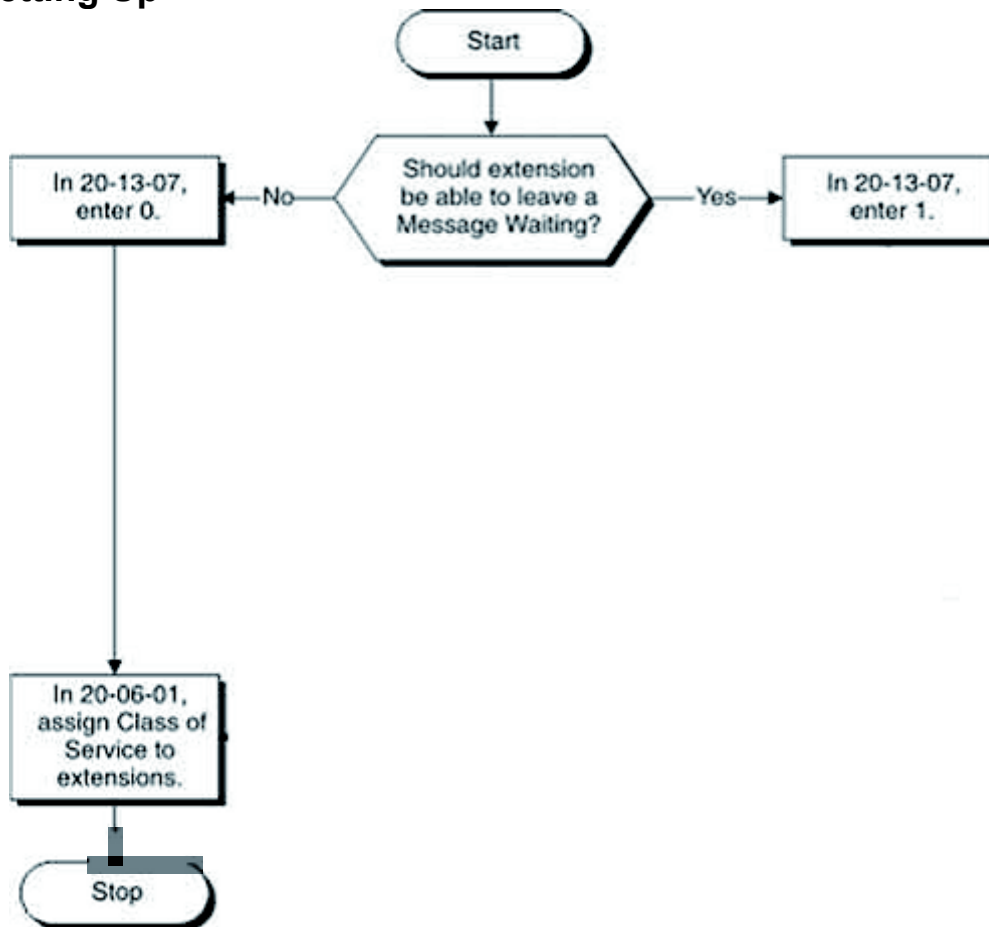 Start
Should extension
be able to leave a
Message Waiting?
No
Yes
In 20-13-07,
enter 0.
In 20-13-07,
enter 1.
In 20-06-01,
assign Class of
Service to
extensions.
Stop